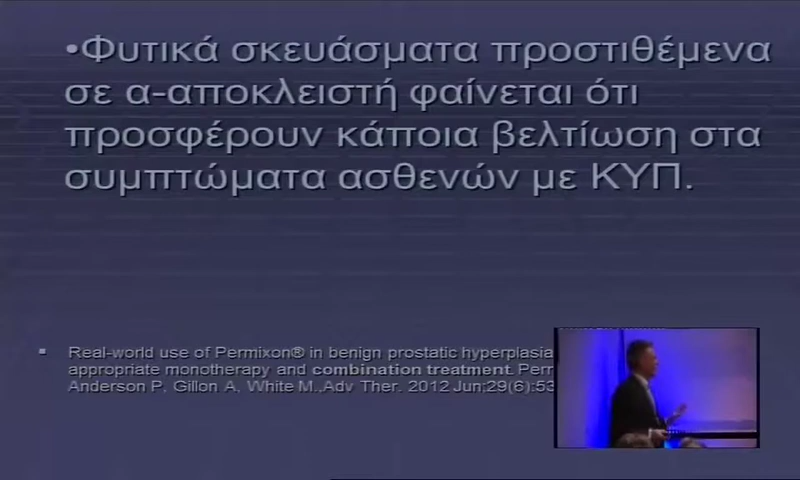 •Φυτικά σκευάσματα προστιθέμενα
σε α-αποκλειστή φαίνεται ότι
προσφέρουν κάποια βελτίωση στα
συμπτώματα ασθενών με ΚΥΠ.
Real-world use of Permixon® in benign prostatic hyperplasia
appropriate monotherapy and combination treatment.
Anderson P, Gillon A, White M.,Adv Ther. 2012 Jun;29(6):53